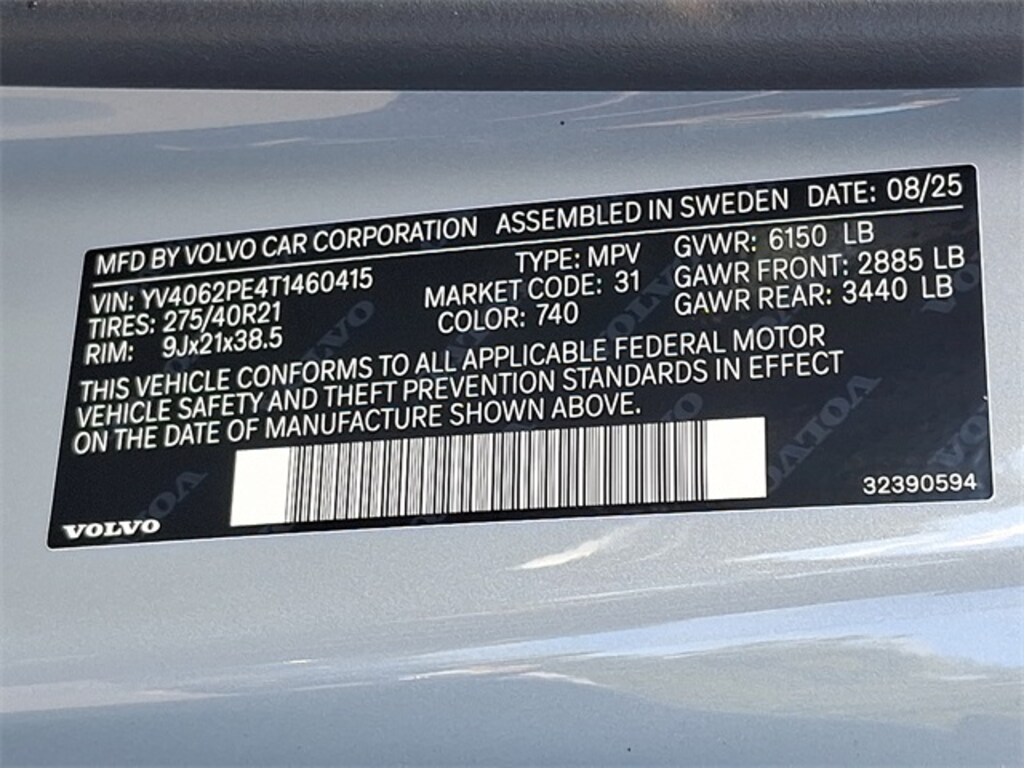 MFD BY VOLVO CAR CORPORATION ASSEMBLED IN SWEDEN DATE: 08/25
VIN: YV4062PE4T1460415 TYPE: MPV GVWR: 6150 LB
TIRES: 275/40R21 MARKET CODE: 31 GAWR FRONT: 2885 LB
RIM: 9Jx21x38.5 COLOR: 740 GAWR REAR: 3440 LB
THIS VEHICLE CONFORMS TO ALL APPLICABLE FEDERAL MOTOR
VEHICLE SAFETY AND THEFT PREVENTION STANDARDS IN EFFECT
ON THE DATE OF MANUFACTURE SHOWN ABOVE.
VOLVO 32390594